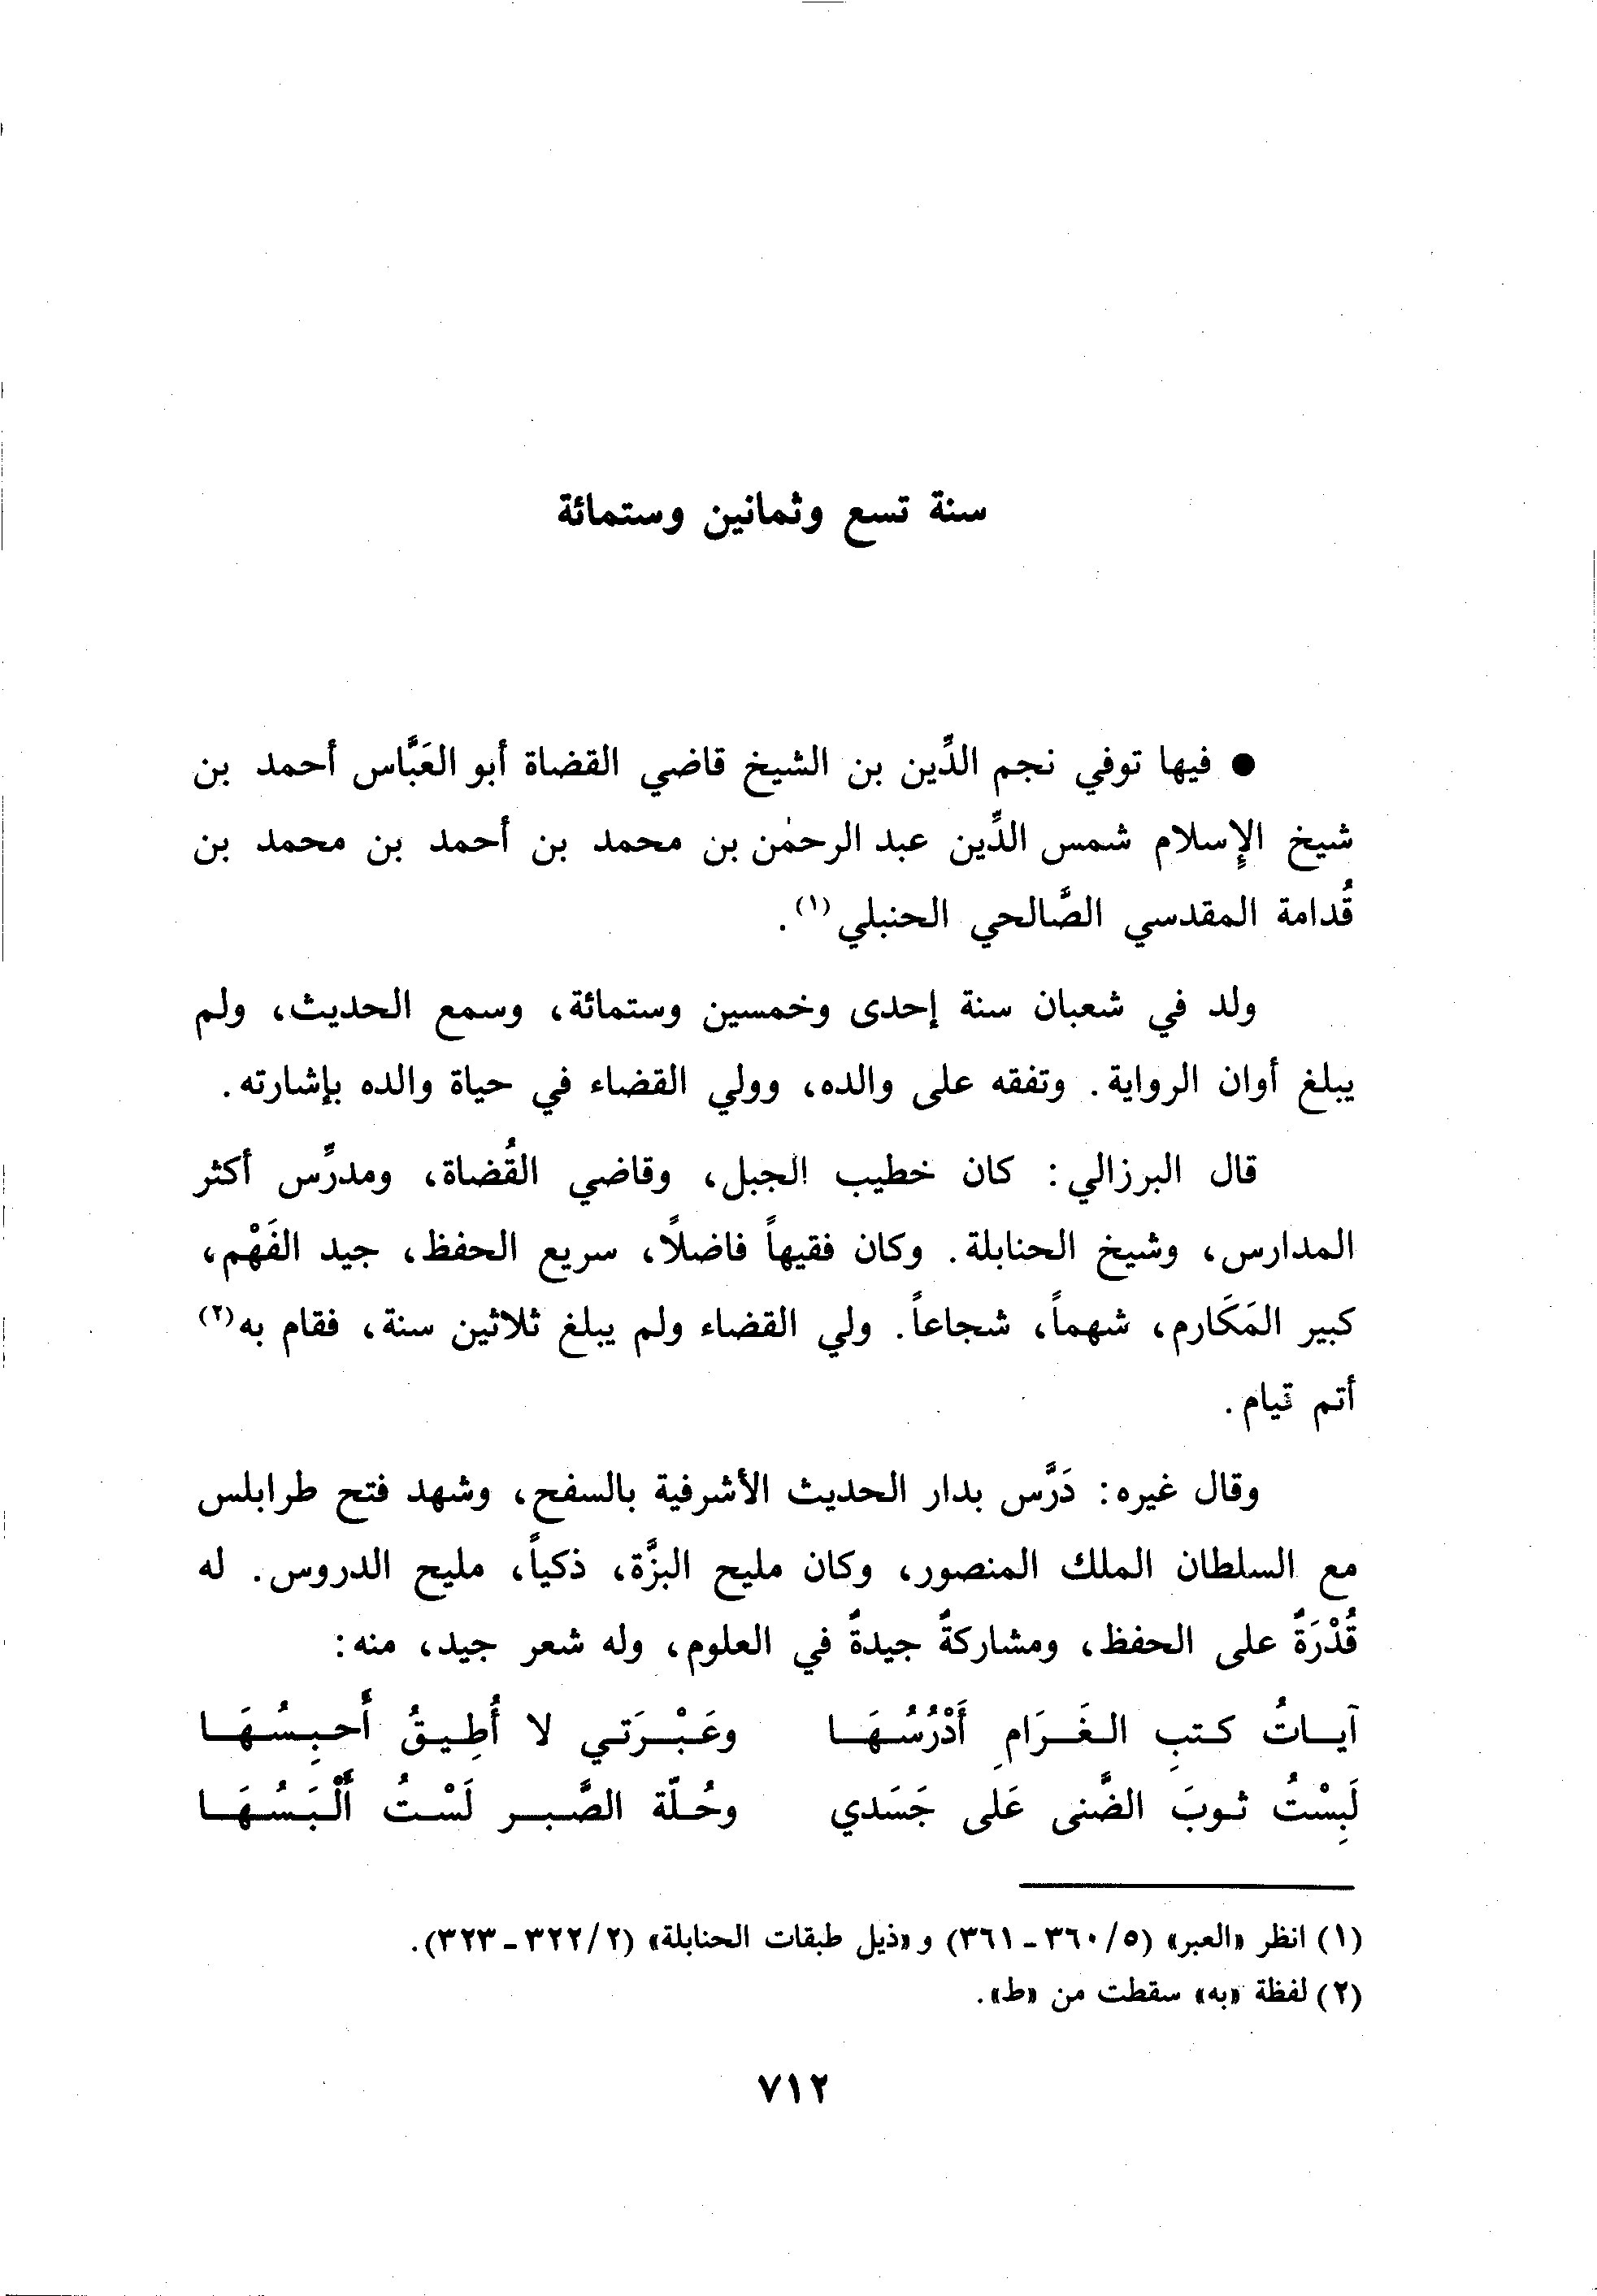 سنة تسع وثمانين وستمائة
● فيها توفي نجم الدِّين بن الشيخ قاضي القضاة أبو العَبَّاس أحمد بن
شيخ الإِسلام شمس الدِّين عبد الرحمٰن بن محمد بن أحمد بن محمد بن
قُدامة المقدسي الصَّالحي الحنبلي (١).
ولد في شعبان سنة إحدى وخمسين وستمائة، وسمع الحديث، ولم
يبلغ أوان الرواية. وتفقه على والده، وولي القضاء في حياة والده بإشارته.
قال البرزالي: كان خطيب الجبل، وقاضي القُضاة، ومدرِّس أكثر
المدارس، وشيخ الحنابلة. وكان فقيهاً فاضلاً، سريع الحفظ، جيد الفَهْم،
كبير المَكَارم، شهماً، شجاعاً. ولي القضاء ولم يبلغ ثلاثين سنة، فقام به (٢)
أتم قيام.
وقال غيره: دَرَّس بدار الحديث الأشرفية بالسفح، وشهد فتح طرابلس
مع السلطان الملك المنصور، وكان مليح البزَّة، ذكياً، مليح الدروس. له
قُدْرَةٌ على الحفظ، ومشاركةٌ جيدةٌ في العلوم، وله شعر جيد، منه:
آيـاتُ كـتبِ الـغَـرَامِ أَدْرُسُـهَـا وعَـبْـرَتـي لا أُطِـيـقُ أَحـبِـسُـهَـا
لَبِسْتُ ثـوبَ الضَّنى عَلى جَسَدي وحُـلّة الصَّبـر لَسْـتُ أَلْـبَـسُـهَـا
(١) انظر «العبر» (٥/ ٣٦٠ ـ ٣٦١) و «ذيل طبقات الحنابلة» (٢/ ٣٢٢ ـ ٣٢٣).
(٢) لفظة «به» سقطت من «ط».
٧١٢